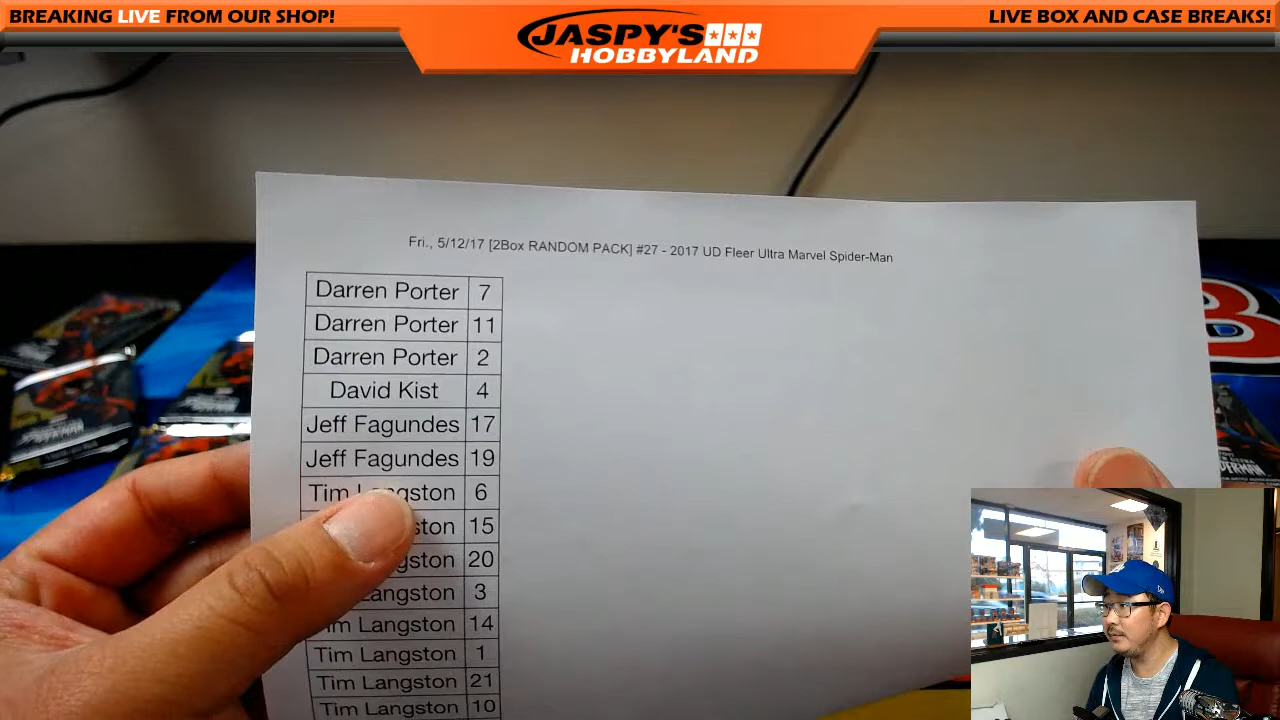 BREAKING LIVE FROM OUR SHOP!
JASPY'S
HOBBYLAND
LIVE BOX AND CASE BREAKS!
Fri., 5/12/17 [2Box RANDOM PACK] #27 - 2017 UD Fleer Ultra Marvel Spider-Man
Darren Porter 7
Darren Porter 11
Darren Porter 2
David Kist 4
Jeff Fagundes 17
Jeff Fagundes 19
Tim Langston 6
ston 15
gston 20
Langston 3
Tim Langston 14
Tim Langston 1
Tim Langston 21
Tim Langston 10